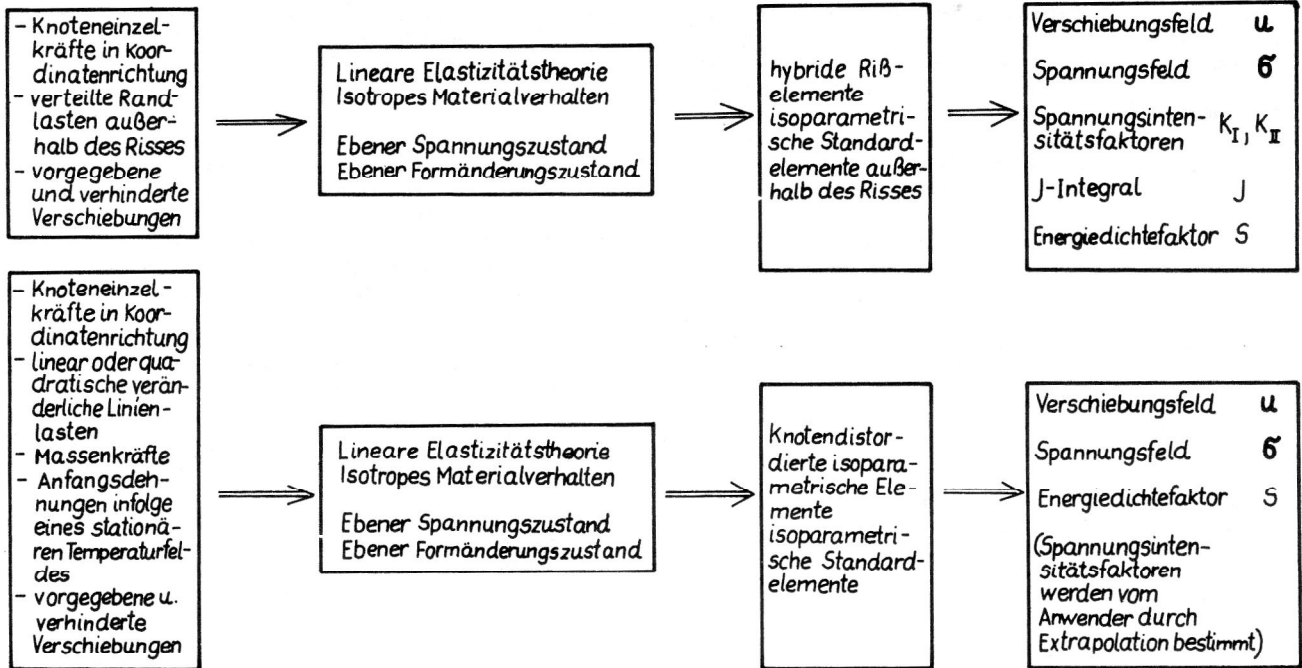 - Knoteneinzel-
kräfte in Koor-
dinatenrichtung
- verteilte Rand-
lasten außer-
halb des Risses
- vorgegebene
und verhinderte
Verschiebungen
Lineare Elastizitätstheorie
Isotropes Materialverhalten
Ebener Spannungszustand
Ebener Formänderungszustand
hybride Riß-
elemente
isoparametri-
sche Standard-
elemente außer-
halb des Risses
Verschiebungsfeld u
Spannungsfeld σ
Spannungsinten-
sitätsfaktoren K_I, K_II
J-Integral J
Energiedichtefaktor S
- Knoteneinzel-
kräfte in Koor-
dinatenrichtung
- linear oder qua-
dratische verän-
derliche Linien-
lasten
- Massenkräfte
- Anfangsdeh-
nungen infolge
eines stationä-
ren Temperaturfel-
des
- vorgegebene u.
verhinderte
Verschiebungen
Lineare Elastizitätstheorie
Isotropes Materialverhalten
Ebener Spannungszustand
Ebener Formänderungszustand
Knotendistor-
dierte isopara-
metrische Ele-
mente
isoparametri-
sche Standard-
elemente
Verschiebungsfeld u
Spannungsfeld σ
Energiedichtefaktor S
(Spannungsinten-
sitätsfaktoren
werden vom
Anwender durch
Extrapolation bestimmt)